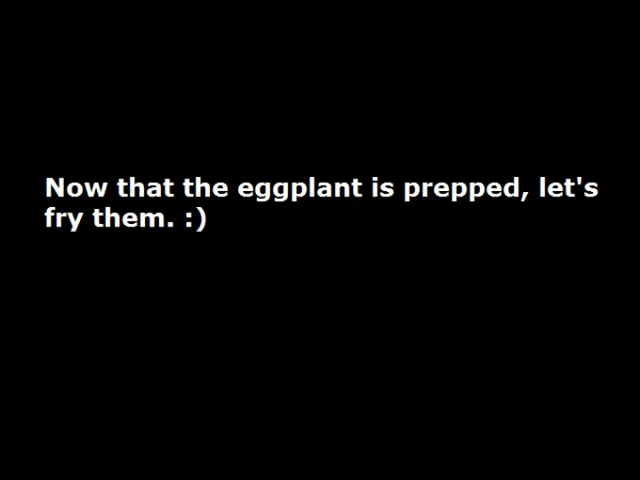 Now that the eggplant is prepped, let's
fry them. :)